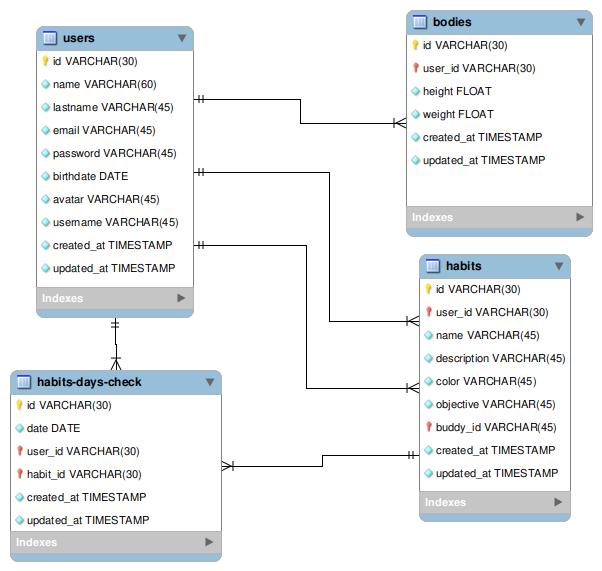 users
id VARCHAR(30)
name VARCHAR(60)
lastname VARCHAR(45)
email VARCHAR(45)
password VARCHAR(45)
birthdate DATE
avatar VARCHAR(45)
username VARCHAR(45)
created_at TIMESTAMP
updated_at TIMESTAMP
Indexes
bodies
id VARCHAR(30)
user_id VARCHAR(30)
height FLOAT
weight FLOAT
created_at TIMESTAMP
updated_at TIMESTAMP
Indexes
habits
id VARCHAR(30)
user_id VARCHAR(30)
name VARCHAR(45)
description VARCHAR(45)
color VARCHAR(45)
objective VARCHAR(45)
buddy_id VARCHAR(45)
created_at TIMESTAMP
updated_at TIMESTAMP
Indexes
habits-days-check
id VARCHAR(30)
date DATE
user_id VARCHAR(30)
habit_id VARCHAR(30)
created_at TIMESTAMP
updated_at TIMESTAMP
Indexes